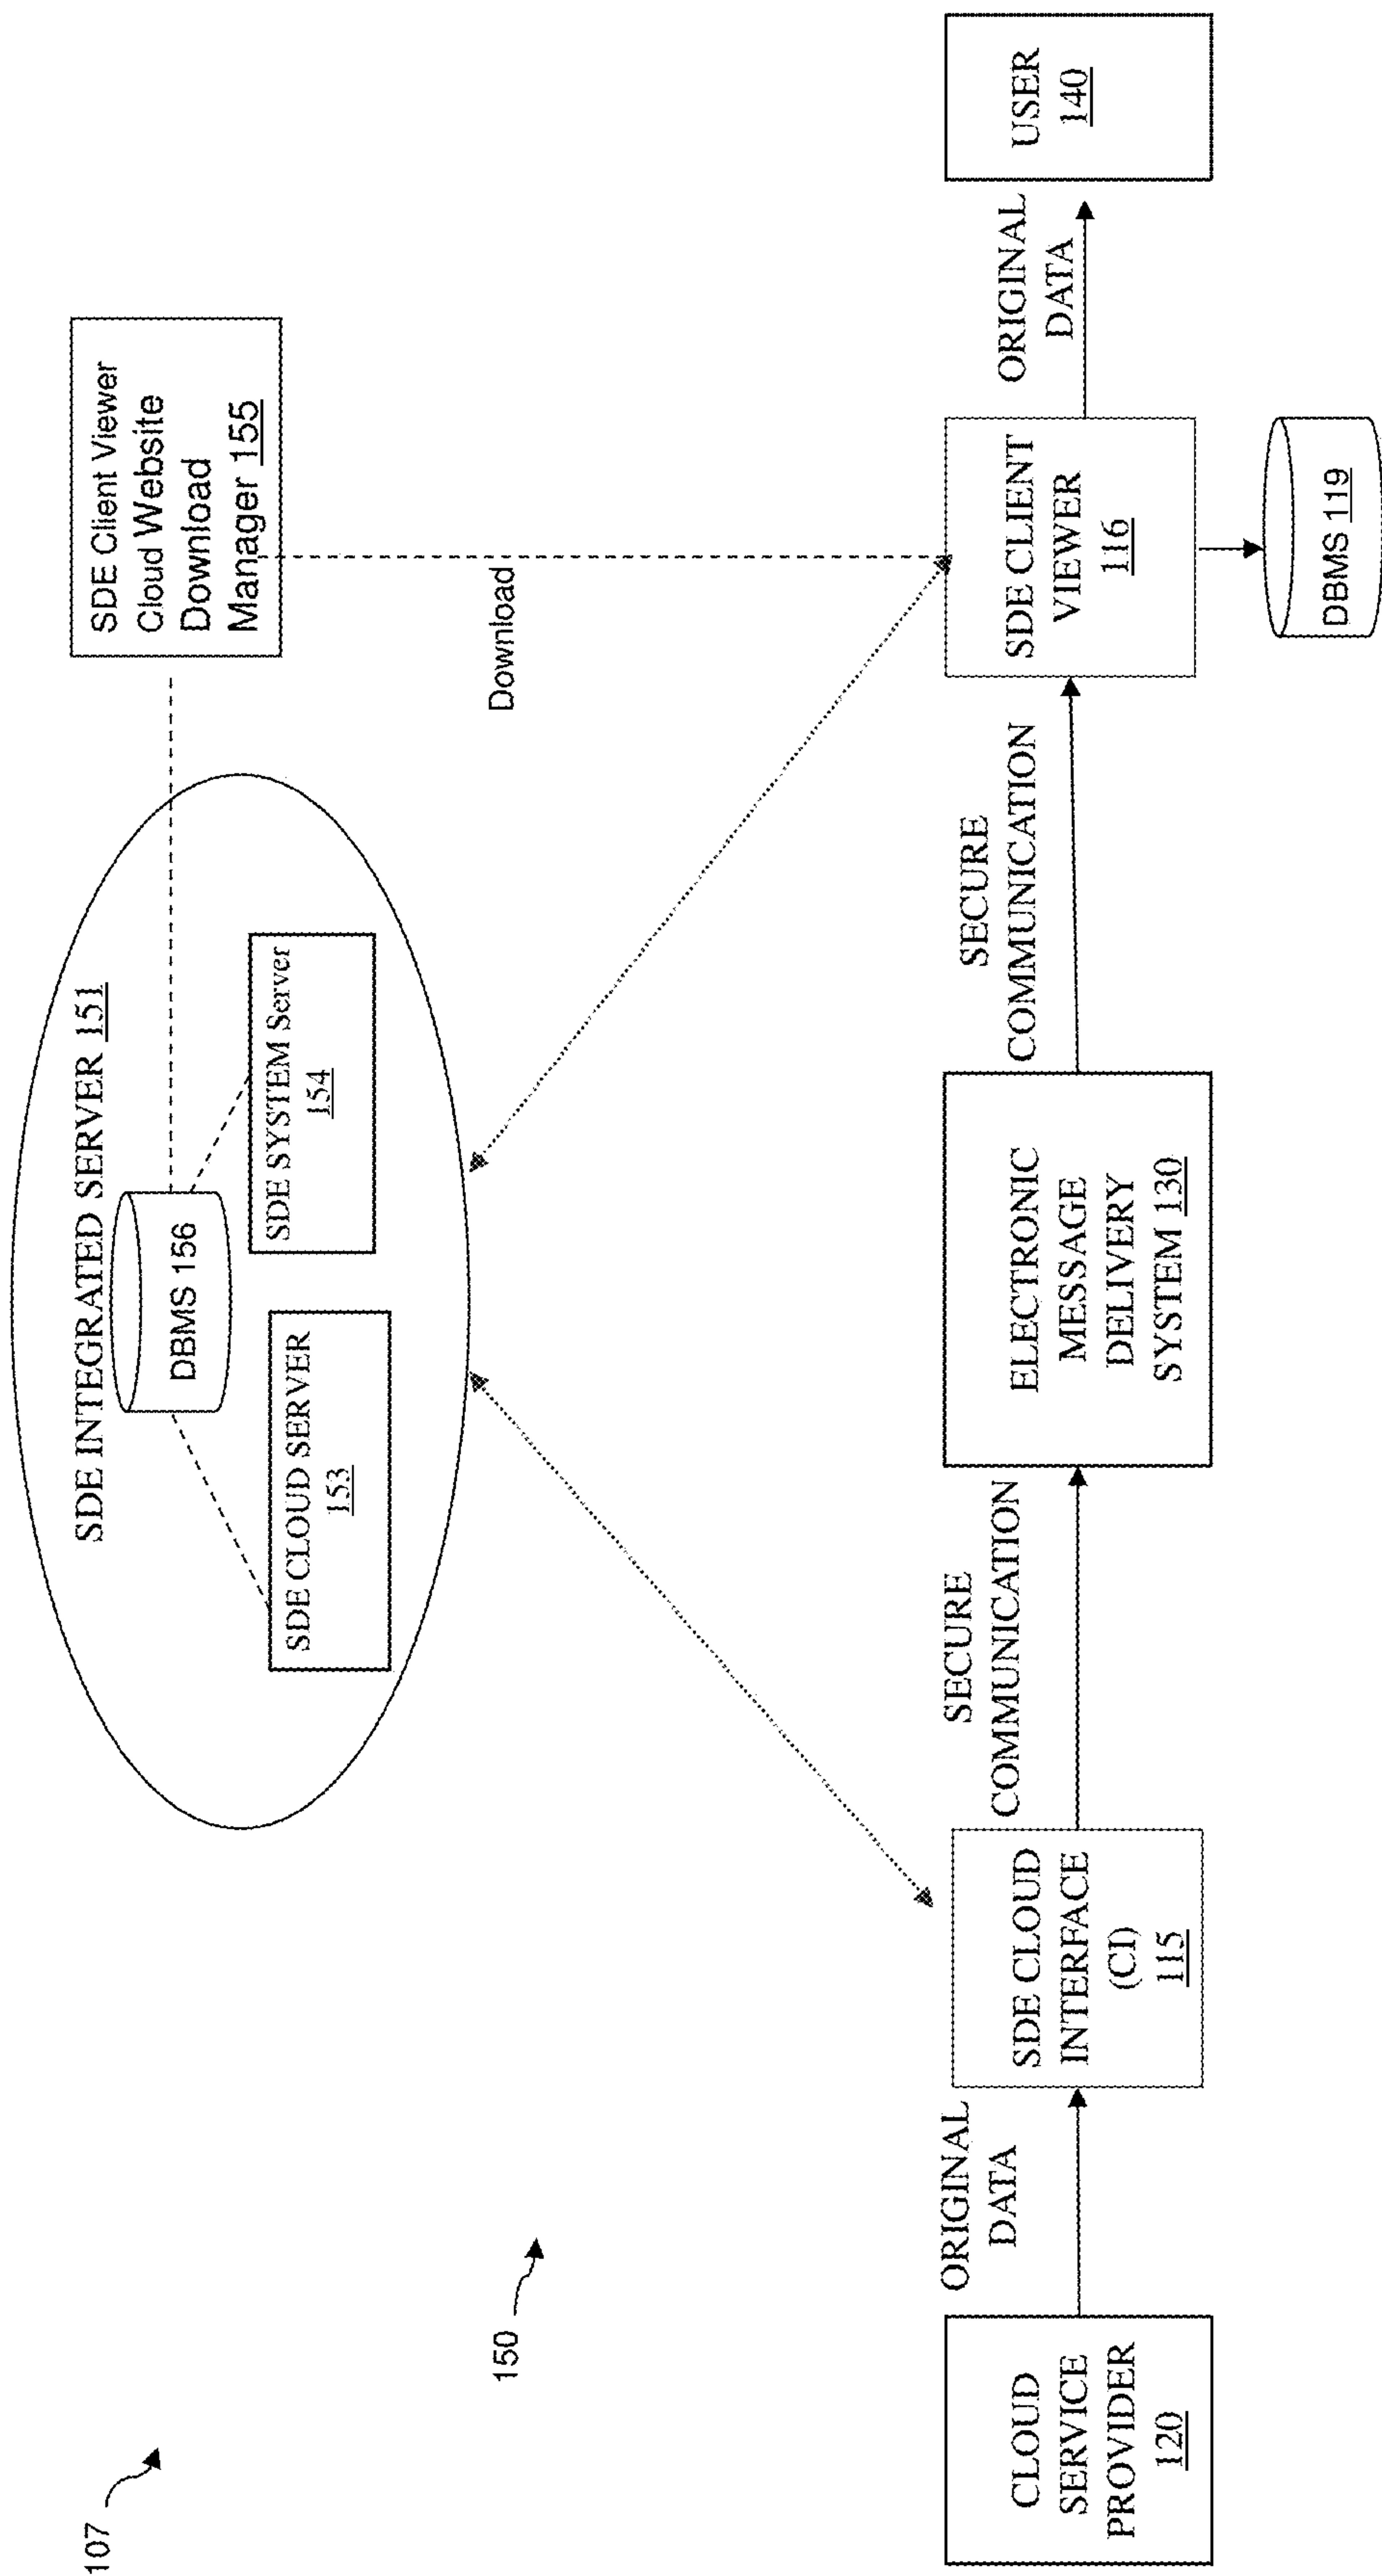 107
150
SDE INTEGRATED SERVER 151
DBMS 156
SDE CLOUD SERVER
153
SDE SYSTEM Server
154
SDE Client Viewer
Cloud Website
Download
Manager 155
Download
CLOUD
SERVICE
PROVIDER
120
ORIGINAL
DATA
SDE CLOUD
INTERFACE
(CI)
115
SECURE
COMMUNICATION
ELECTRONIC
MESSAGE
DELIVERY
SYSTEM 130
SECURE
COMMUNICATION
SDE CLIENT
VIEWER
116
DBMS 119
ORIGINAL
DATA
USER
140